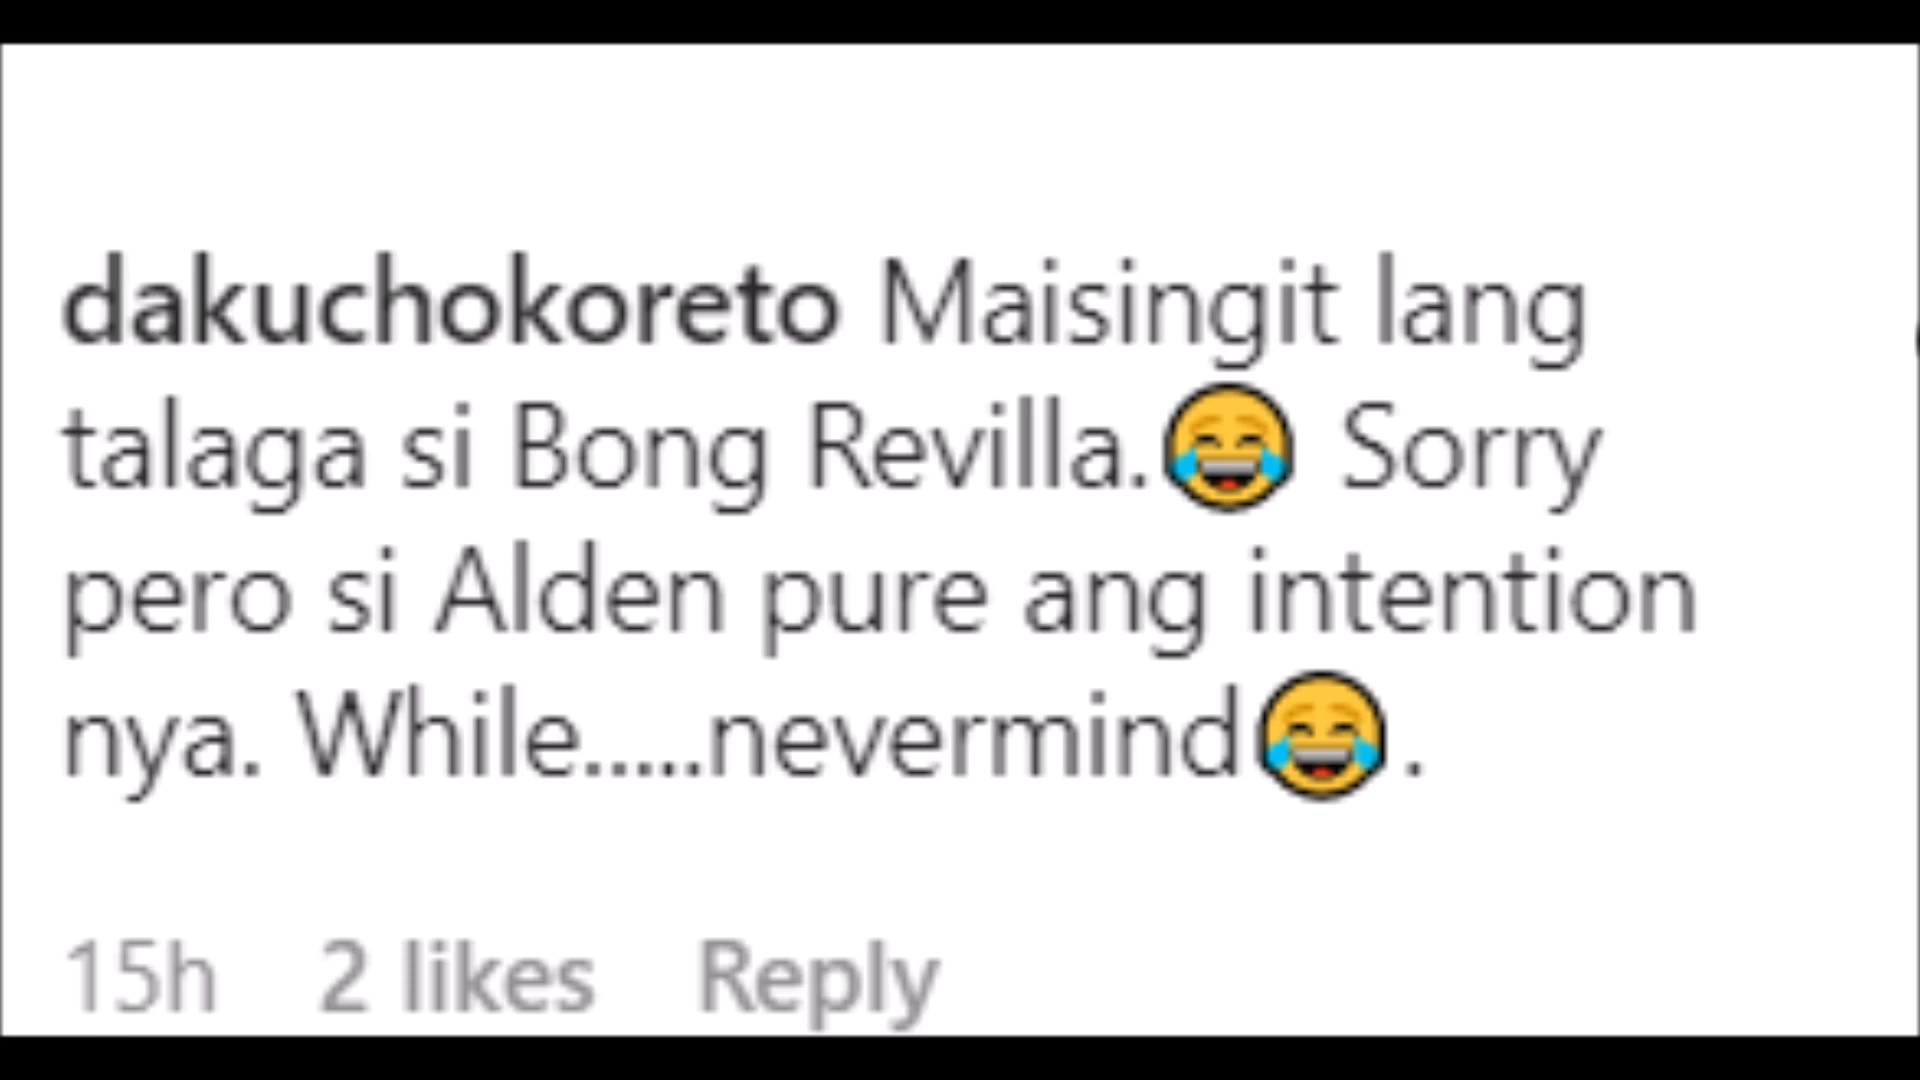 dakuchokoreto Maisingit lang
talaga si Bong Revilla.😂 Sorry
pero si Alden pure ang intention
nya. While.....nevermind😂.
15h 2 likes Reply